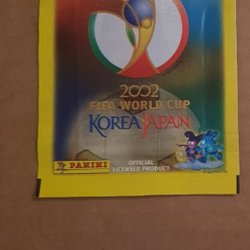 2002
FIFA WORLD CUP
KOREA JAPAN
PANINI
OFFICIAL
LICENSED PRODUCT